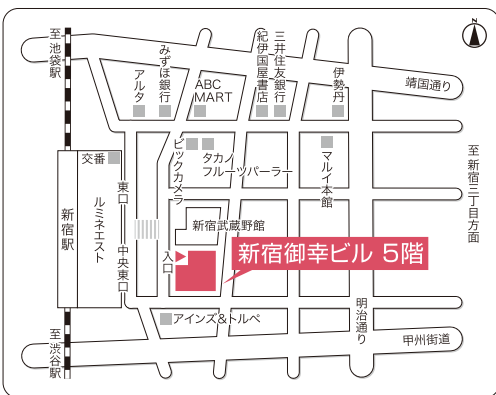 N
至池袋駅
みずほ銀行
アルタ
ABC
MART
紀伊国屋書店
三井住友銀行
伊勢丹
靖国通り
交番
ビックカメラ
タカノ
フルーツパーラー
マルイ本館
至新宿三丁目方面
新宿駅
ルミネエスト
東口
中央東口
新宿武蔵野館
入口
新宿御幸ビル 5階
アインズ&トルペ
明治通り
甲州街道
至渋谷駅